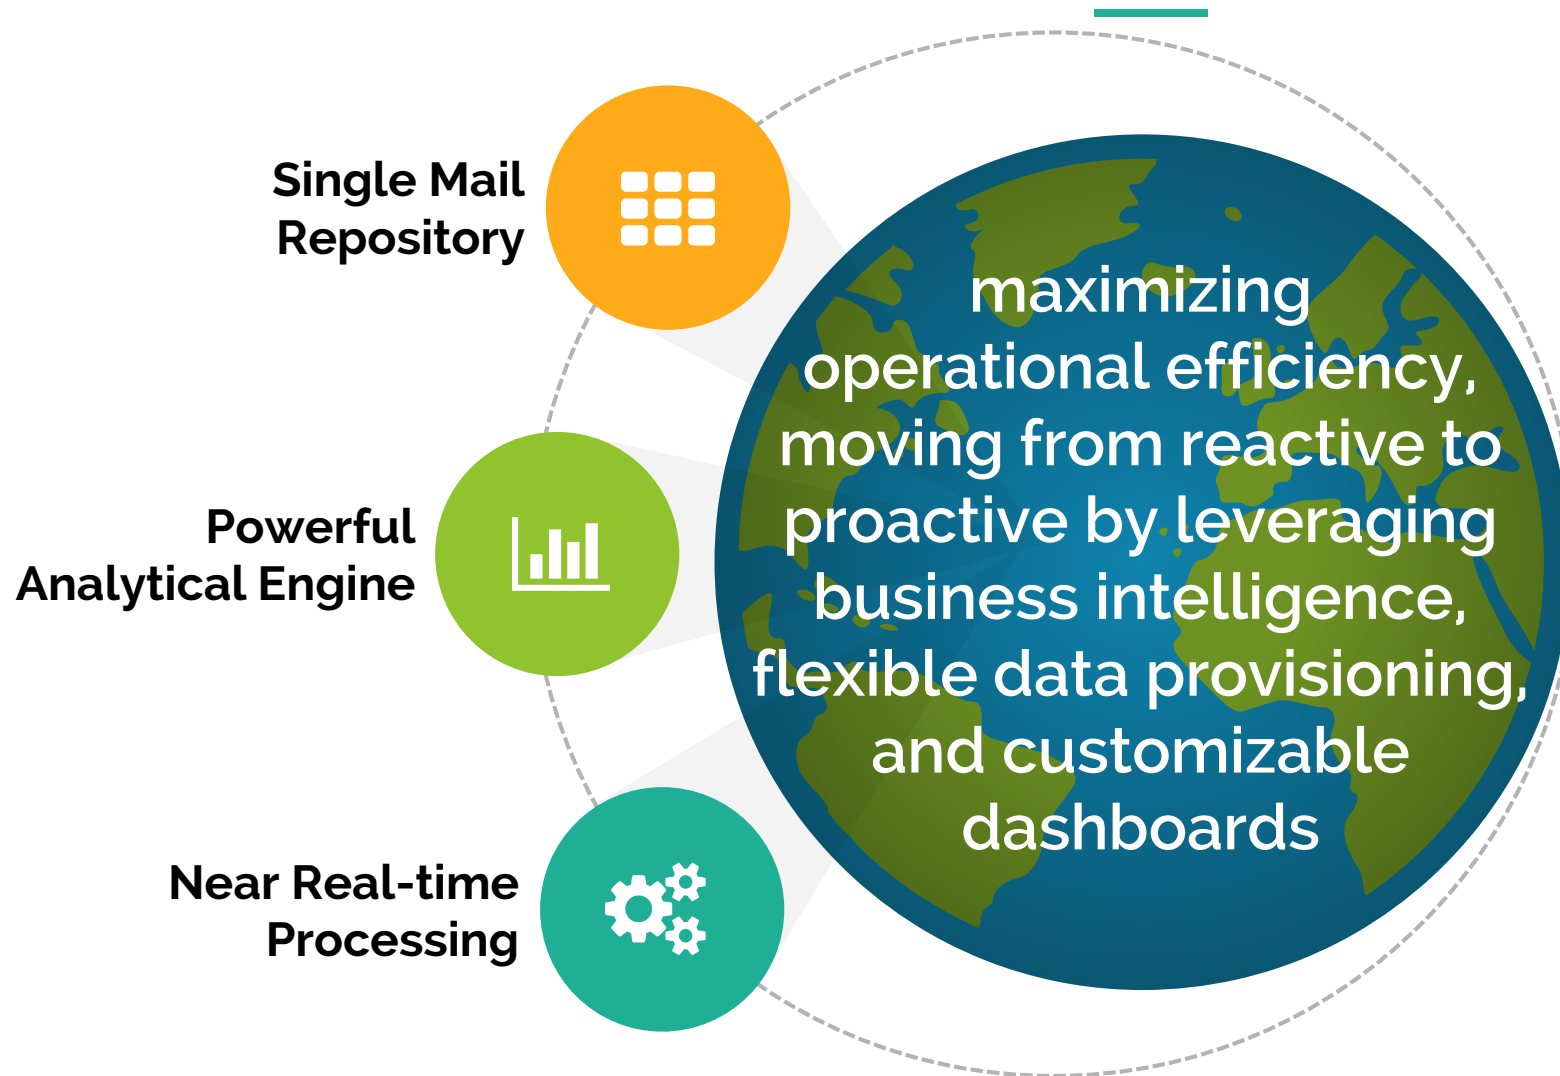 Single Mail
Repository
Powerful
Analytical Engine
Near Real-time
Processing
maximizing
operational efficiency,
moving from reactive to
proactive by leveraging
business intelligence,
flexible data provisioning,
and customizable
dashboards